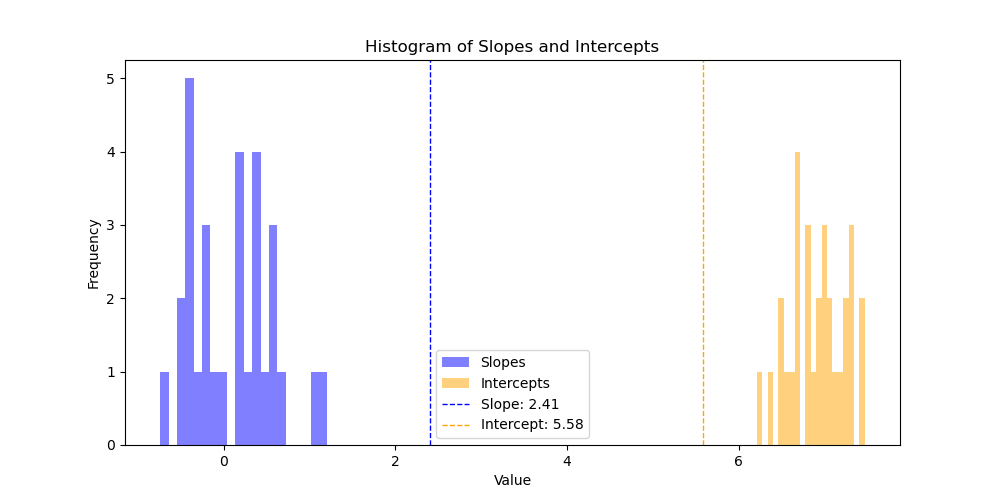 Histogram of Slopes and Intercepts
5
4
3
2
1
0
Frequency
Slopes
Intercepts
Slope: 2.41
Intercept: 5.58
0 2 4 6
Value